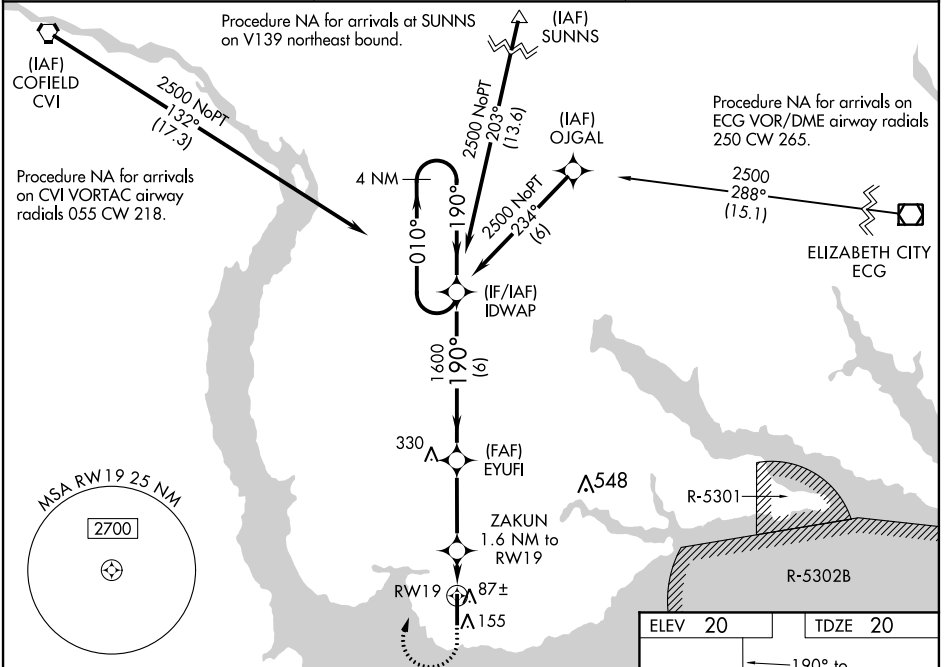 Procedure NA for arrivals at SUNNS
on V139 northeast bound.
(IAF)
SUNNS
(IAF)
COFIELD
CVI
2500 NoPT
132°
(17.3)
2500 NoPT
203°
(13.6)
(IAF)
OJGAL
Procedure NA for arrivals on
ECG VOR/DME airway radials
250 CW 265.
Procedure NA for arrivals
on CVI VORTAC airway
radials 055 CW 218.
4 NM
010°
190°
2500 NoPT
234°
(6)
2500
288°
(15.1)
ELIZABETH CITY
ECG
(IF/IAF)
IDWAP
1600
190°
(6)
330
(FAF)
EYUFI
548
R-5301
MSA RW19 25 NM
2700
ZAKUN
1.6 NM to
RW19
R-5302B
RW19
87±
155
ELEV 20
TDZE 20
190° to